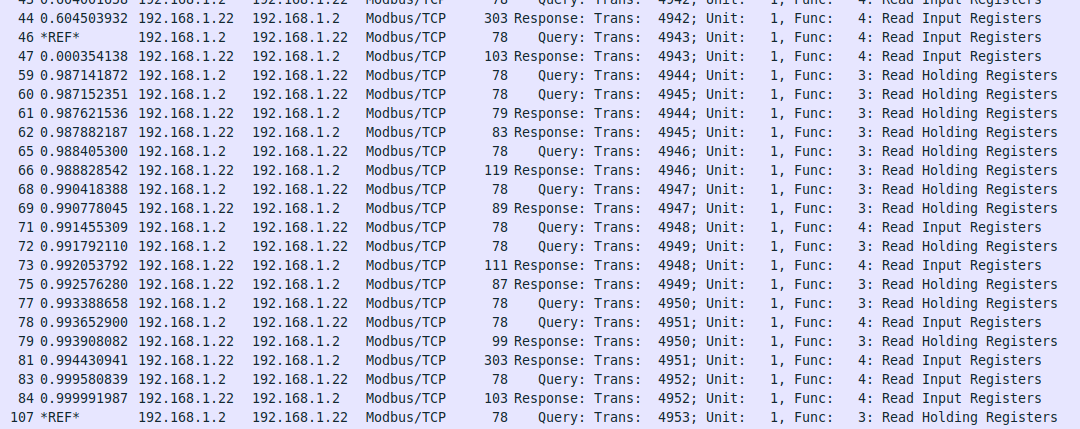 43 0.604001658 192.168.1.2 192.168.1.22 Modbus/TCP 78 Query: Trans: 4942; Unit: 1, Func: 4: Read Input Registers
44 0.604503932 192.168.1.22 192.168.1.2 Modbus/TCP 303 Response: Trans: 4942; Unit: 1, Func: 4: Read Input Registers
46 *REF* 192.168.1.2 192.168.1.22 Modbus/TCP 78 Query: Trans: 4943; Unit: 1, Func: 4: Read Input Registers
47 0.000354138 192.168.1.22 192.168.1.2 Modbus/TCP 103 Response: Trans: 4943; Unit: 1, Func: 4: Read Input Registers
59 0.987141872 192.168.1.2 192.168.1.22 Modbus/TCP 78 Query: Trans: 4944; Unit: 1, Func: 3: Read Holding Registers
60 0.987152351 192.168.1.2 192.168.1.22 Modbus/TCP 78 Query: Trans: 4945; Unit: 1, Func: 3: Read Holding Registers
61 0.987621536 192.168.1.22 192.168.1.2 Modbus/TCP 79 Response: Trans: 4944; Unit: 1, Func: 3: Read Holding Registers
62 0.987882187 192.168.1.22 192.168.1.2 Modbus/TCP 83 Response: Trans: 4945; Unit: 1, Func: 3: Read Holding Registers
65 0.988405300 192.168.1.2 192.168.1.22 Modbus/TCP 78 Query: Trans: 4946; Unit: 1, Func: 3: Read Holding Registers
66 0.988828542 192.168.1.22 192.168.1.2 Modbus/TCP 119 Response: Trans: 4946; Unit: 1, Func: 3: Read Holding Registers
68 0.990418388 192.168.1.2 192.168.1.22 Modbus/TCP 78 Query: Trans: 4947; Unit: 1, Func: 3: Read Holding Registers
69 0.990778045 192.168.1.22 192.168.1.2 Modbus/TCP 89 Response: Trans: 4947; Unit: 1, Func: 3: Read Holding Registers
71 0.991455309 192.168.1.2 192.168.1.22 Modbus/TCP 78 Query: Trans: 4948; Unit: 1, Func: 4: Read Input Registers
72 0.991792110 192.168.1.2 192.168.1.22 Modbus/TCP 78 Query: Trans: 4949; Unit: 1, Func: 3: Read Holding Registers
73 0.992053792 192.168.1.22 192.168.1.2 Modbus/TCP 111 Response: Trans: 4948; Unit: 1, Func: 4: Read Input Registers
75 0.992576280 192.168.1.22 192.168.1.2 Modbus/TCP 87 Response: Trans: 4949; Unit: 1, Func: 3: Read Holding Registers
77 0.993388658 192.168.1.2 192.168.1.22 Modbus/TCP 78 Query: Trans: 4950; Unit: 1, Func: 3: Read Holding Registers
78 0.993652900 192.168.1.2 192.168.1.22 Modbus/TCP 78 Query: Trans: 4951; Unit: 1, Func: 4: Read Input Registers
79 0.993908082 192.168.1.22 192.168.1.2 Modbus/TCP 99 Response: Trans: 4950; Unit: 1, Func: 3: Read Holding Registers
81 0.994430941 192.168.1.22 192.168.1.2 Modbus/TCP 303 Response: Trans: 4951; Unit: 1, Func: 4: Read Input Registers
83 0.999580839 192.168.1.2 192.168.1.22 Modbus/TCP 78 Query: Trans: 4952; Unit: 1, Func: 4: Read Input Registers
84 0.999991987 192.168.1.22 192.168.1.2 Modbus/TCP 103 Response: Trans: 4952; Unit: 1, Func: 4: Read Input Registers
107 *REF* 192.168.1.2 192.168.1.22 Modbus/TCP 78 Query: Trans: 4953; Unit: 1, Func: 3: Read Holding Registers